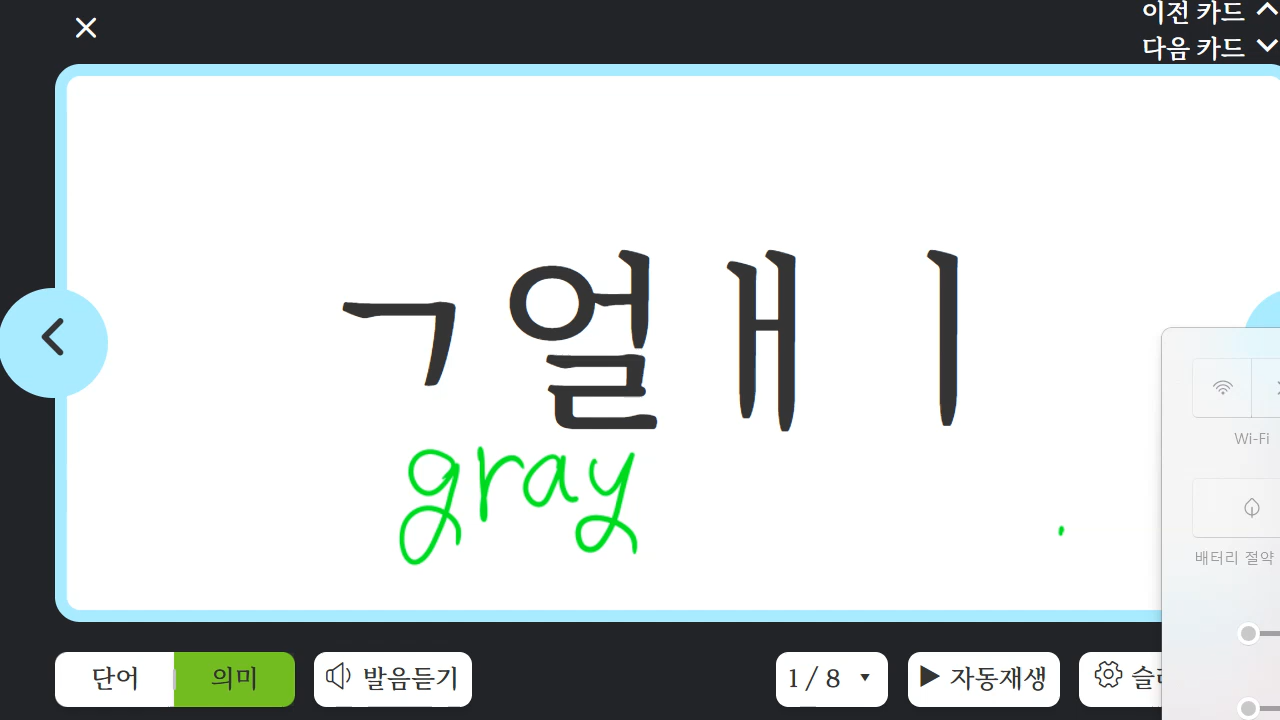 이전 카드
다음 카드
ㄱ얼ㅐㅣ
gray
Wi-Fi
배터리 절약
단어 의미 발음듣기 1 / 8 자동재생